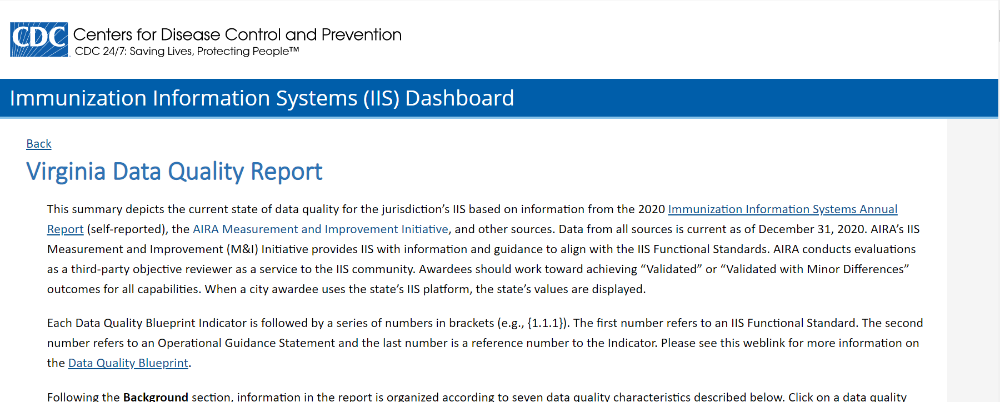 CDC
Centers for Disease Control and Prevention
CDC 24/7: Saving Lives, Protecting People™
Immunization Information Systems (IIS) Dashboard
Back
Virginia Data Quality Report
This summary depicts the current state of data quality for the jurisdiction’s IIS based on information from the 2020 Immunization Information Systems Annual
Report (self-reported), the AIRA Measurement and Improvement Initiative, and other sources. Data from all sources is current as of December 31, 2020. AIRA’s IIS
Measurement and Improvement (M&I) Initiative provides IIS with information and guidance to align with the IIS Functional Standards. AIRA conducts evaluations
as a third-party objective reviewer as a service to the IIS community. Awardees should work toward achieving “Validated” or “Validated with Minor Differences”
outcomes for all capabilities. When a city awardee uses the state’s IIS platform, the state’s values are displayed.
Each Data Quality Blueprint Indicator is followed by a series of numbers in brackets (e.g., {1.1.1}). The first number refers to an IIS Functional Standard. The second
number refers to an Operational Guidance Statement and the last number is a reference number to the Indicator. Please see this weblink for more information on
the Data Quality Blueprint.
Following the Background section, information in the report is organized according to seven data quality characteristics described below. Click on a data quality